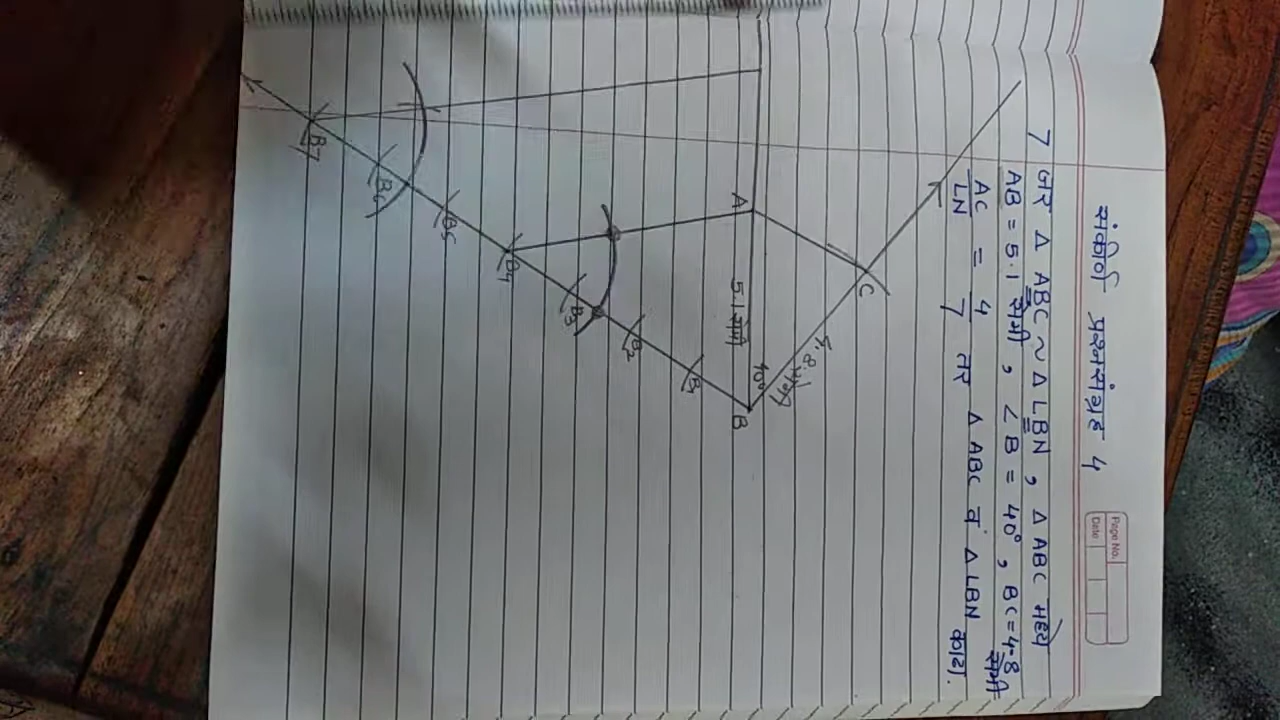 संकीर्ण प्रश्नसंग्रह 4
Page No.
Date
7 जर Δ ABC ~ Δ LBN , Δ ABC मध्ये
AB = 5.1 सेमी , ∠B = 40° , BC = 4.8 सेमी
AC/LN = 4/7 तर Δ ABC व Δ LBN काढा.
C
4.8 सेमी
40°
A
5.1 सेमी
B
B1
B2
B3
B4
B5
B6
B7